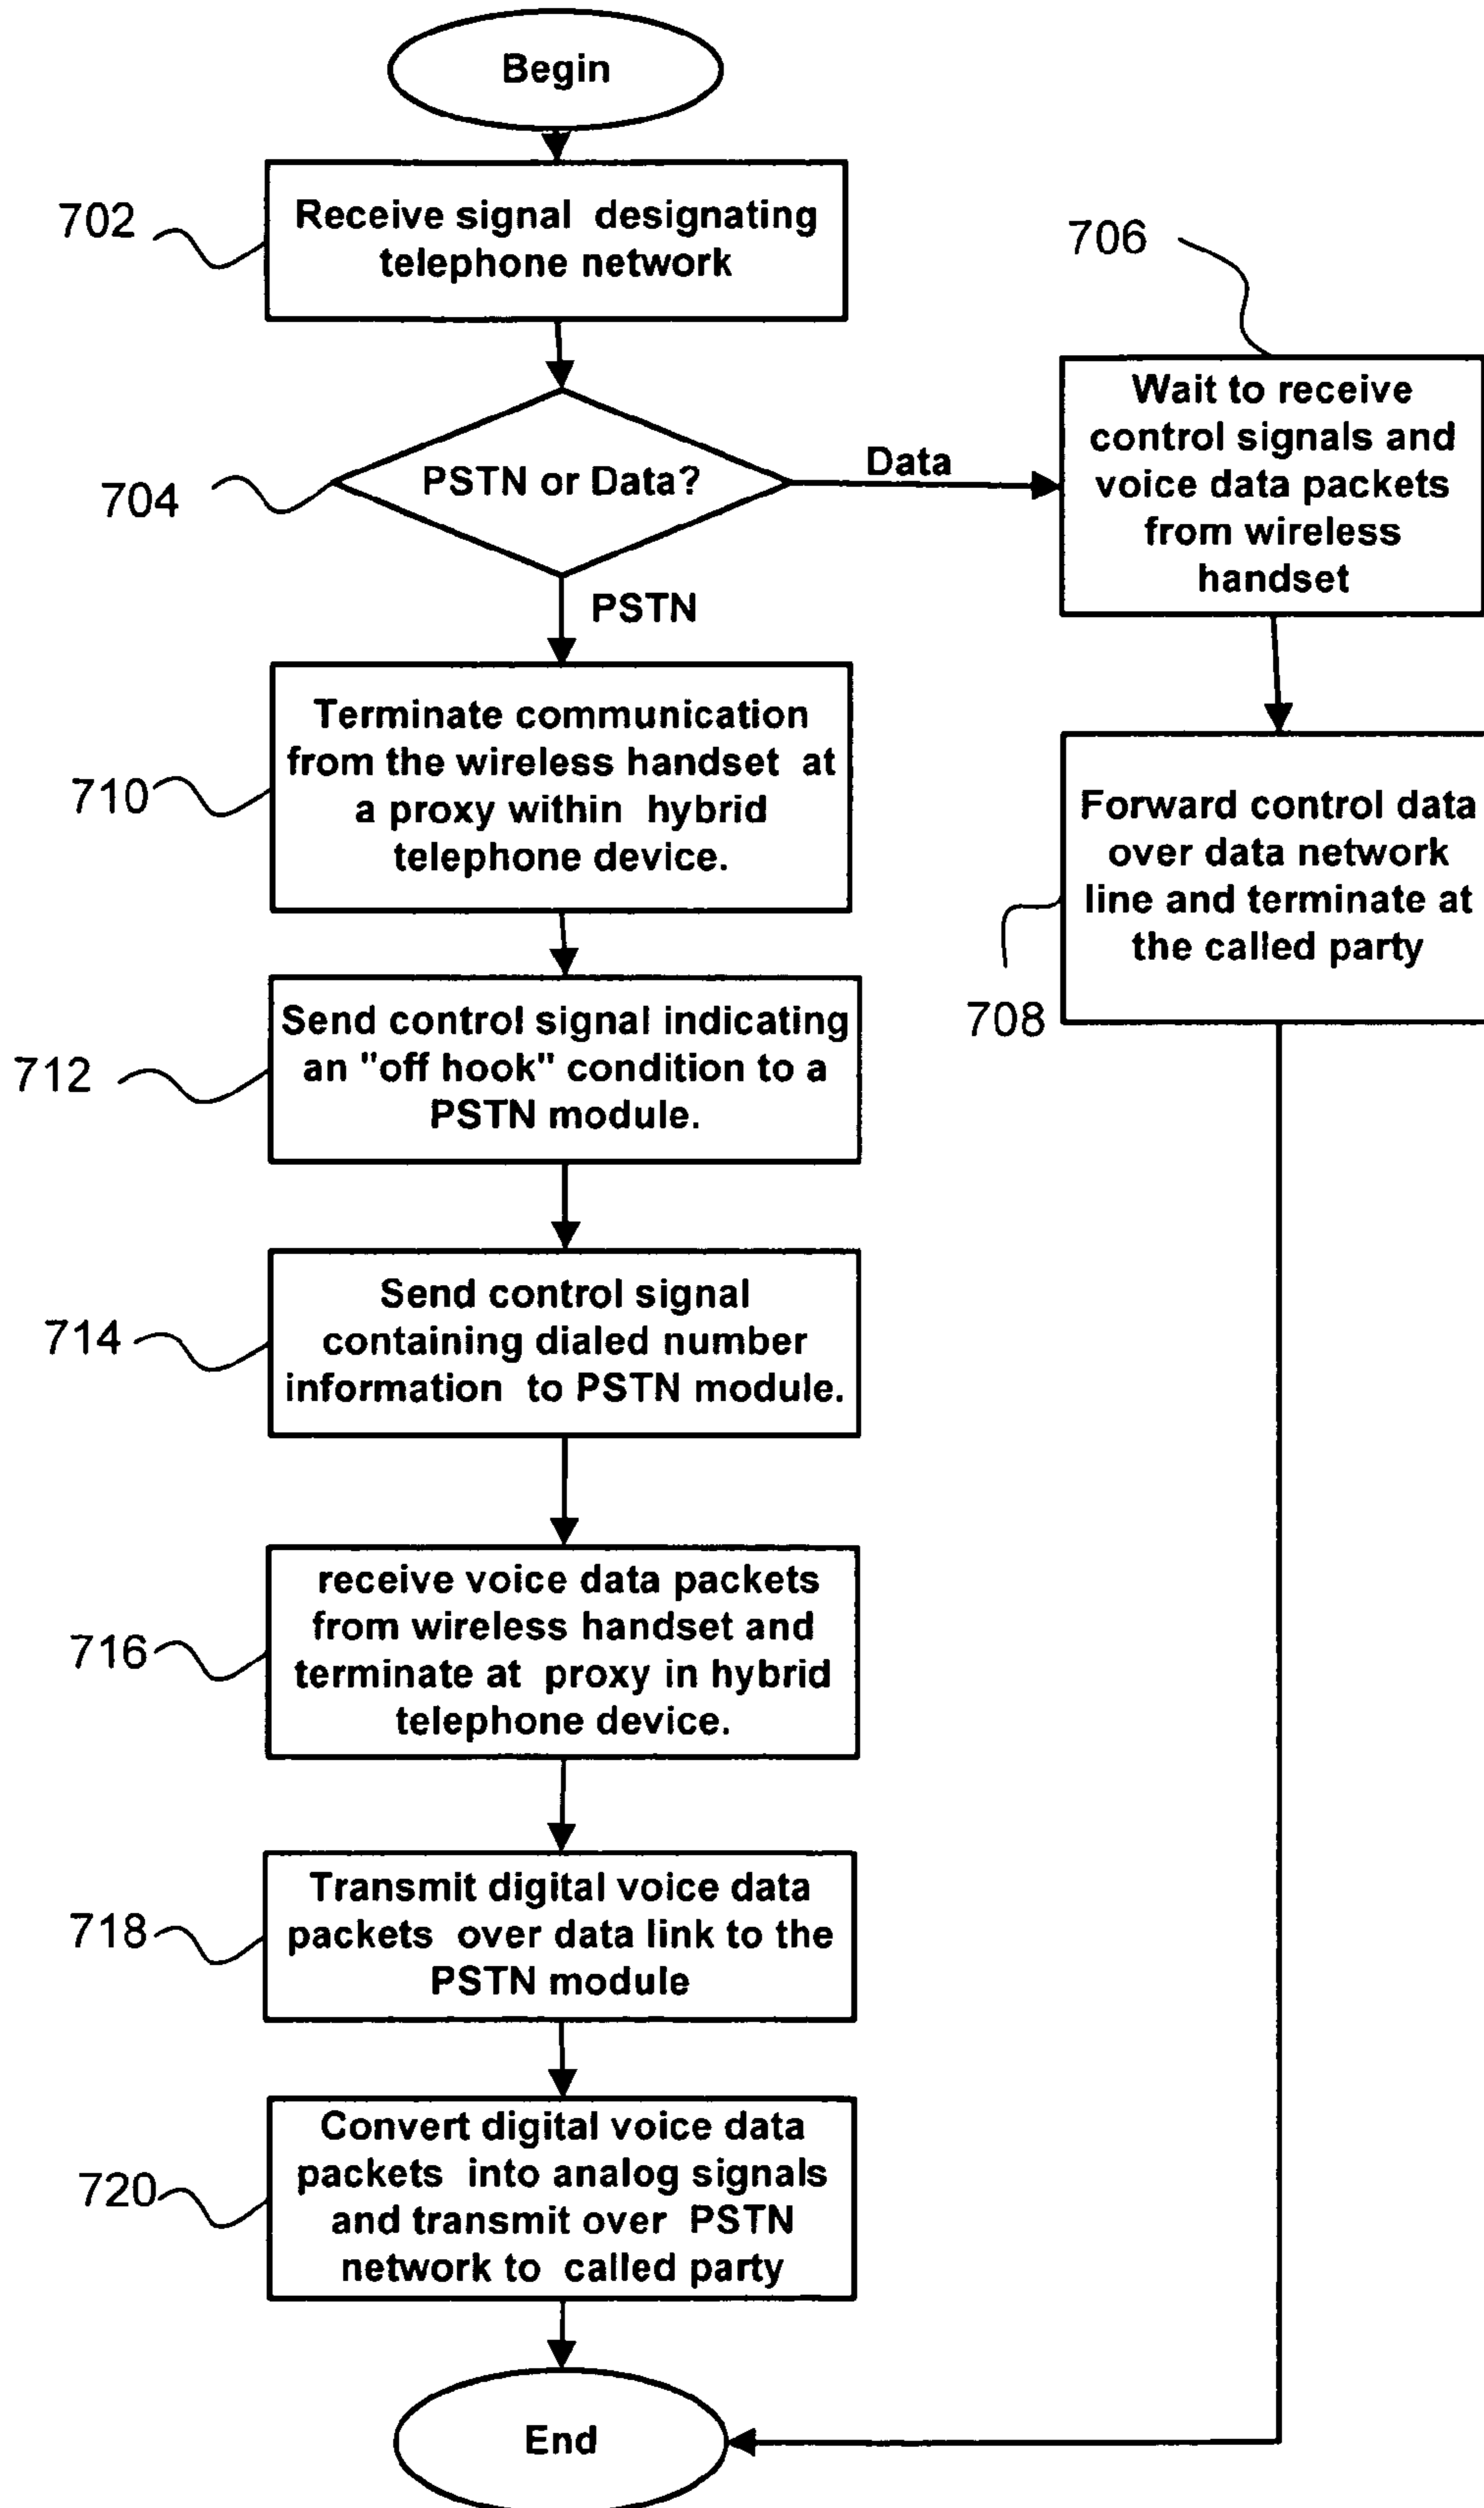 Begin
702
Receive signal designating
telephone network
704
PSTN or Data?
Data
PSTN
706
Wait to receive
control signals and
voice data packets
from wireless
handset
Forward control data
over data network
line and terminate at
the called party
708
710
Terminate communication
from the wireless handset at
a proxy within hybrid
telephone device.
712
Send control signal indicating
an "off hook" condition to a
PSTN module.
714
Send control signal
containing dialed number
information to PSTN module.
716
receive voice data packets
from wireless handset and
terminate at proxy in hybrid
telephone device.
718
Transmit digital voice data
packets over data link to the
PSTN module
720
Convert digital voice data
packets into analog signals
and transmit over PSTN
network to called party
End